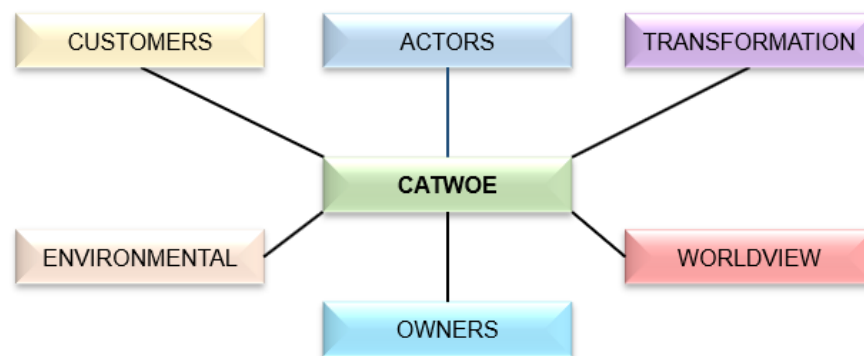 CUSTOMERS
ACTORS
TRANSFORMATION
CATWOE
ENVIRONMENTAL
WORLDVIEW
OWNERS